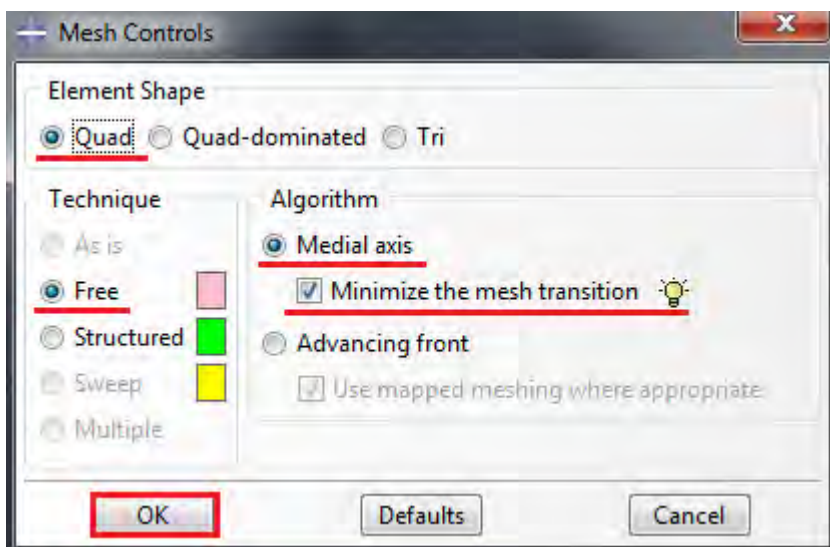 Mesh Controls
X
Element Shape
Quad Quad-dominated Tri
Technique
As is
Free
Structured
Sweep
Multiple
Algorithm
Medial axis
Minimize the mesh transition
Advancing front
Use mapped meshing where appropriate
OK Defaults Cancel